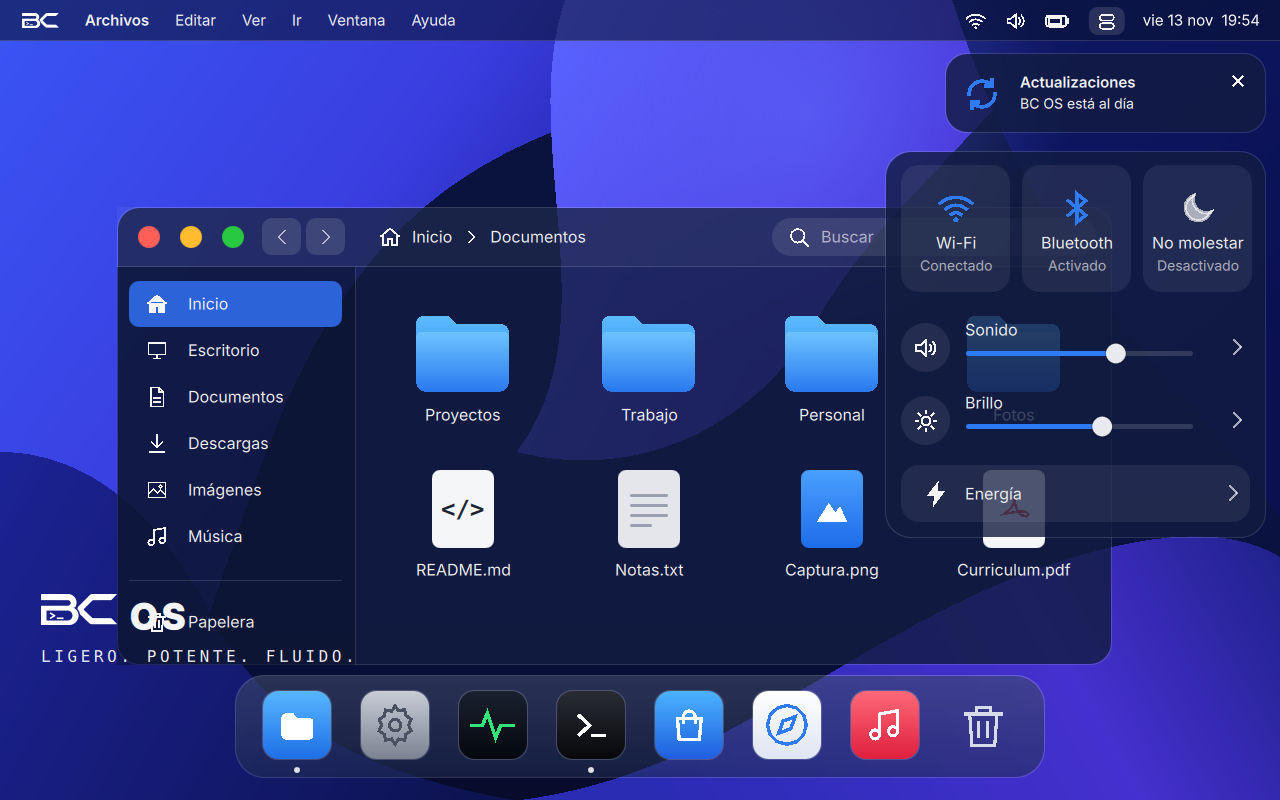 BC Archivos Editar Ver Ir Ventana Ayuda vie 13 nov 19:54
Actualizaciones
BC OS está al día
Wi-Fi Bluetooth No molestar
Conectado Activado Desactivado
Inicio Documentos Buscar
Inicio
Escritorio
Documentos
Descargas
Imágenes
Música
Papelera
Sonido
Brillo
Energía
Proyectos Trabajo Personal Fotos
</>
README.md Notas.txt Captura.png Curriculum.pdf
BC OS
LIGERO. POTENTE. FLUIDO.